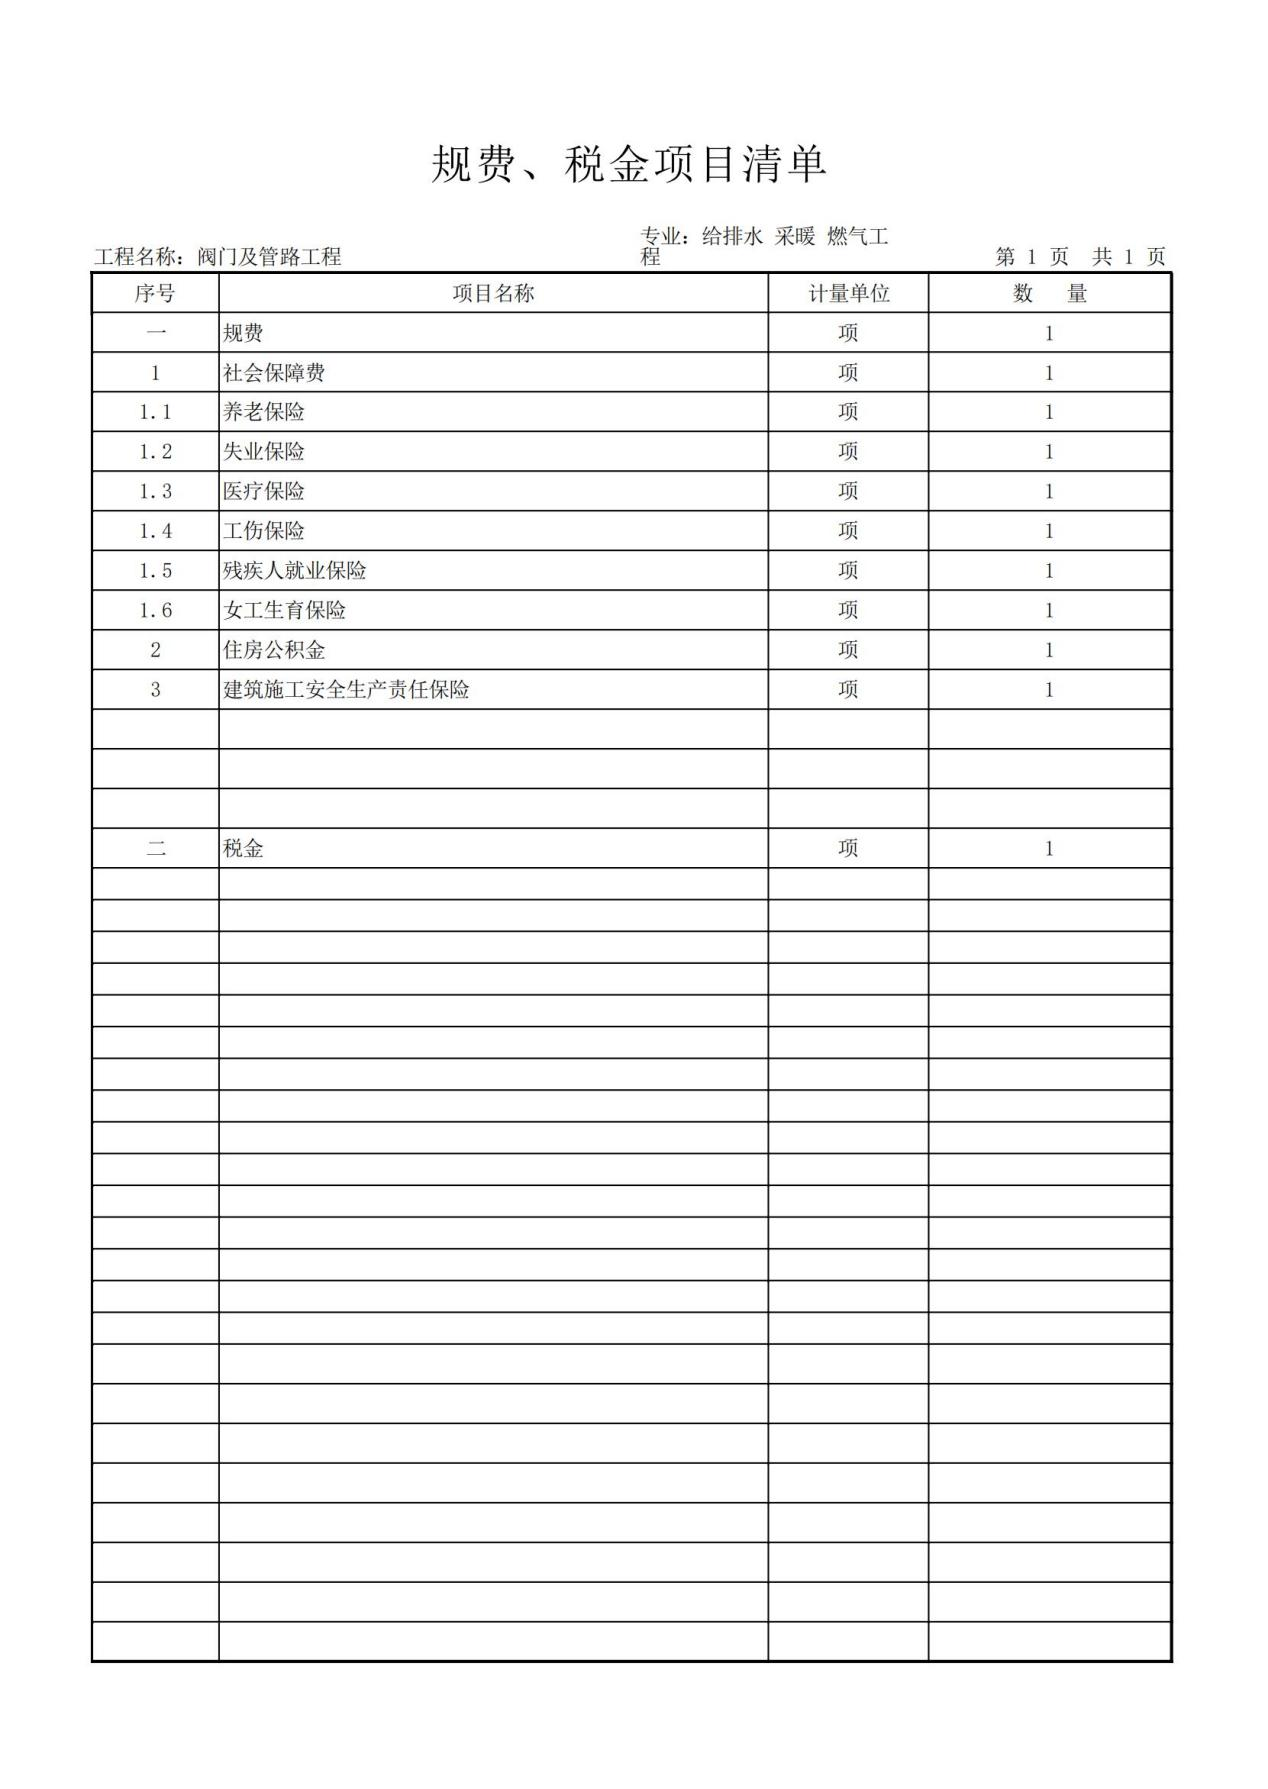 规费、税金项目清单
专业：给排水 采暖 燃气工
工程名称：阀门及管路工程 程 第 1 页 共 1 页
序号 项目名称 计量单位 数 量
一 规费 项 1
1 社会保障费 项 1
1.1 养老保险 项 1
1.2 失业保险 项 1
1.3 医疗保险 项 1
1.4 工伤保险 项 1
1.5 残疾人就业保险 项 1
1.6 女工生育保险 项 1
2 住房公积金 项 1
3 建筑施工安全生产责任保险 项 1
二 税金 项 1